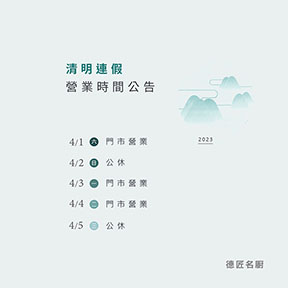 清明連假
營業時間公告
2023
4/1 六 門市營業
4/2 日 公休
4/3 一 門市營業
4/4 二 門市營業
4/5 三 公休
德匠名廚